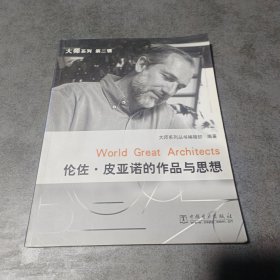 大师系列 第二辑
大师系列丛书编辑部 编著
World Great Architects
伦佐·皮亚诺的作品与思想
中国电力出版社